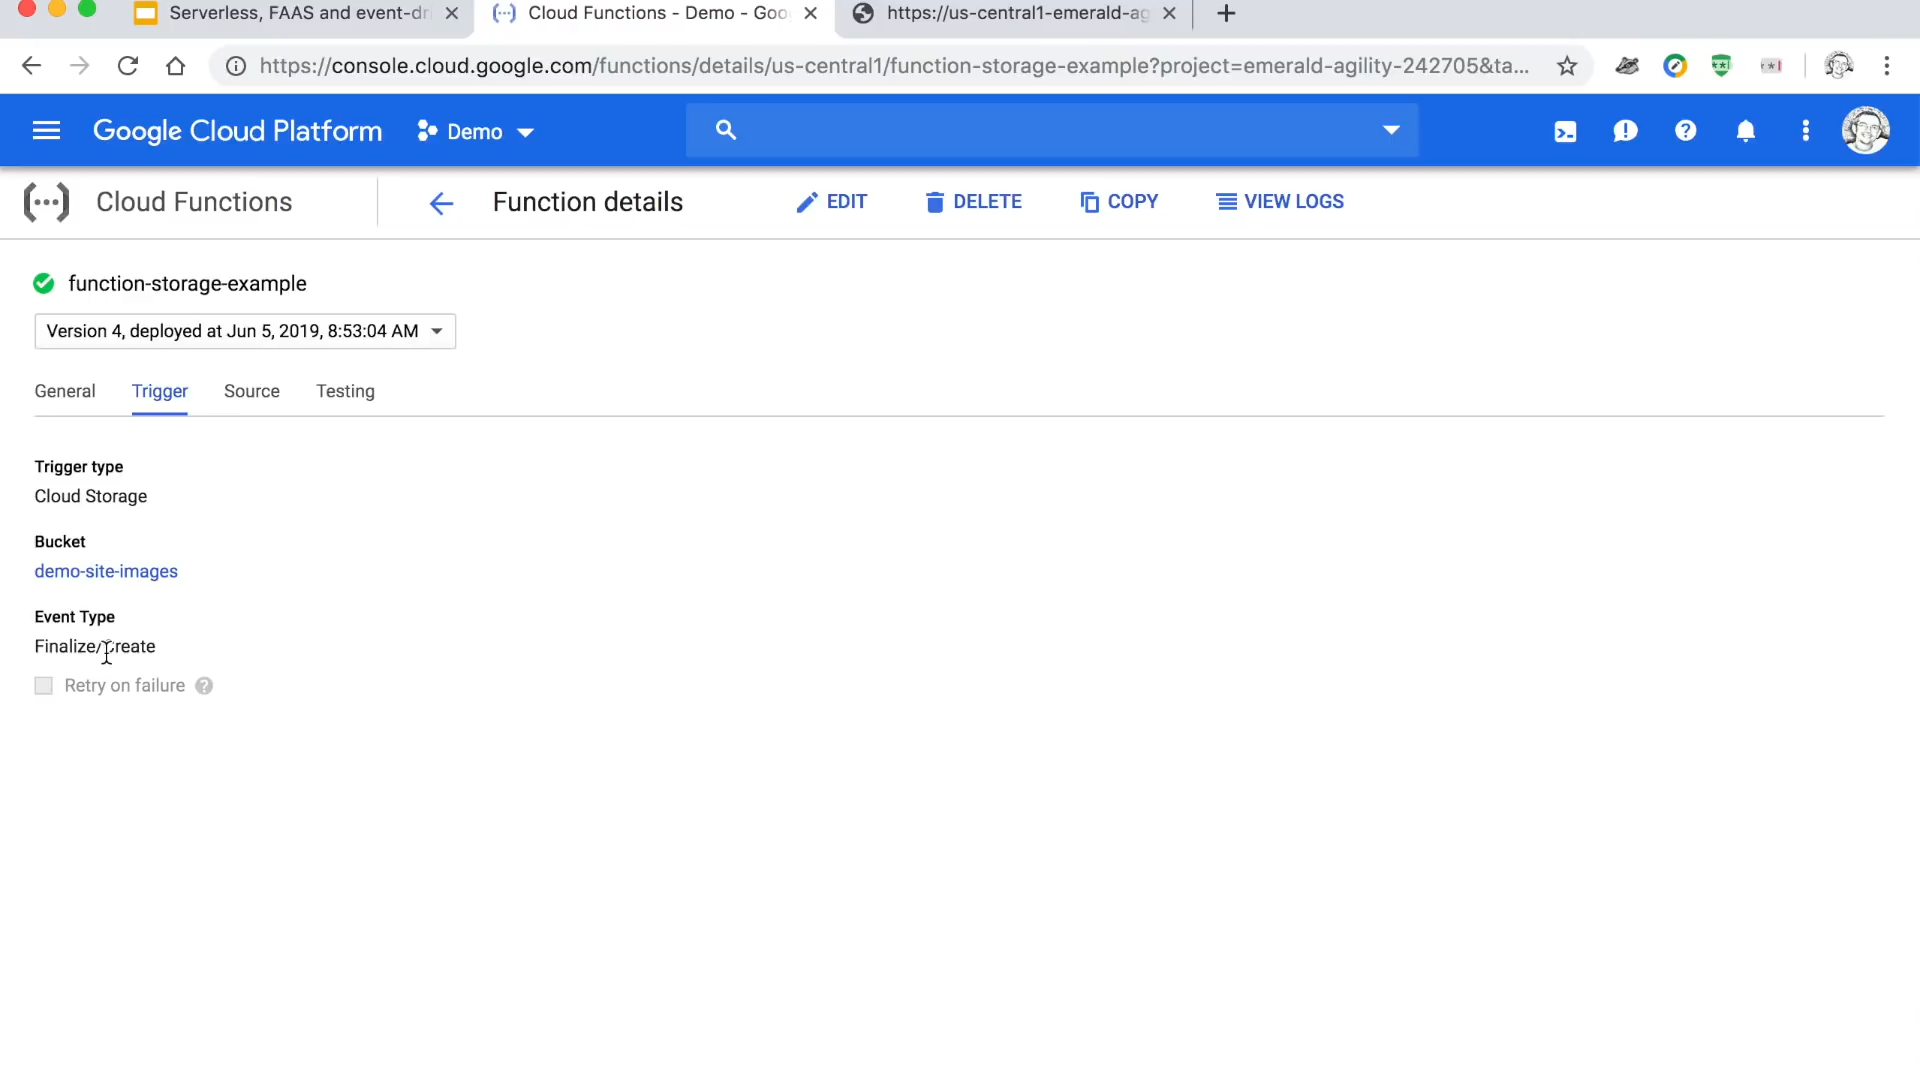 Serverless, FAAS and event-dr
Cloud Functions - Demo - Goo
https://us-central1-emerald-ag
https://console.cloud.google.com/functions/details/us-central1/function-storage-example?project=emerald-agility-242705&ta...
Google Cloud Platform
Demo
Cloud Functions
Function details
EDIT
DELETE
COPY
VIEW LOGS
function-storage-example
Version 4, deployed at Jun 5, 2019, 8:53:04 AM
General
Trigger
Source
Testing
Trigger type
Cloud Storage
Bucket
demo-site-images
Event Type
Finalize/Create
Retry on failure